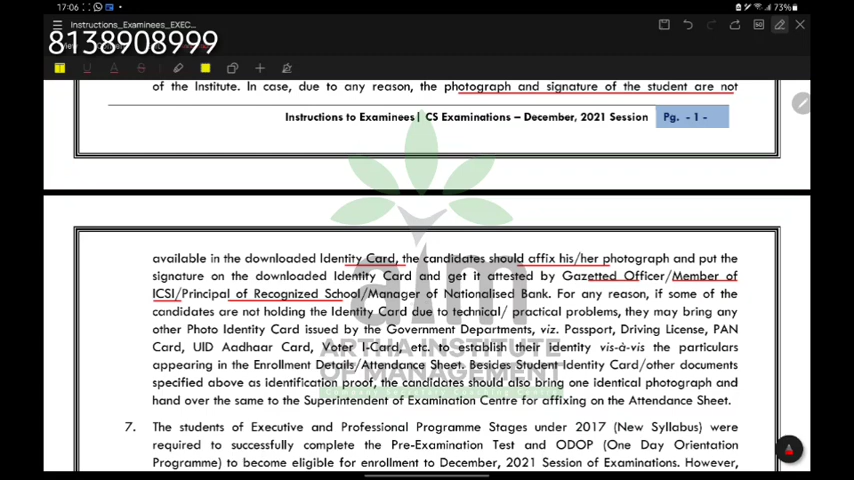 17:06
73%
Instructions_Examinees_EXEC...
8138908999
of the Institute. In case, due to any reason, the photograph and signature of the student are not
Instructions to Examinees| CS Examinations – December, 2021 Session Pg. - 1 -
available in the downloaded Identity Card, the candidates should affix his/her photograph and put the
signature on the downloaded Identity Card and get it attested by Gazetted Officer/Member of
ICSI/Principal of Recognized School/Manager of Nationalised Bank. For any reason, if some of the
candidates are not holding the Identity Card due to technical/ practical problems, they may bring any
other Photo Identity Card issued by the Government Departments, viz. Passport, Driving License, PAN
Card, UID Aadhaar Card, Voter I-Card, etc. to establish their identity vis-à-vis the particulars
appearing in the Enrollment Details/Attendance Sheet. Besides Student Identity Card/other documents
specified above as identification proof, the candidates should also bring one identical photograph and
hand over the same to the Superintendent of Examination Centre for affixing on the Attendance Sheet.
aim
ARTHA INSTITUTE
OF MANAGEMENT
7. The students of Executive and Professional Programme Stages under 2017 (New Syllabus) were
required to successfully complete the Pre-Examination Test and ODOP (One Day Orientation
Programme) to become eligible for enrollment to December, 2021 Session of Examinations. However,